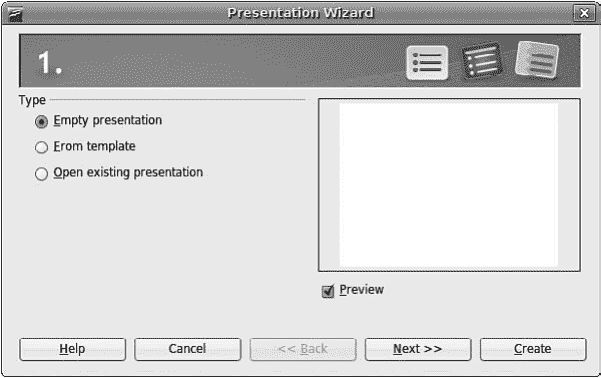 Presentation Wizard
1.
Type
Empty presentation
From template
Open existing presentation
Preview
Help
Cancel
<< Back
Next >>
Create